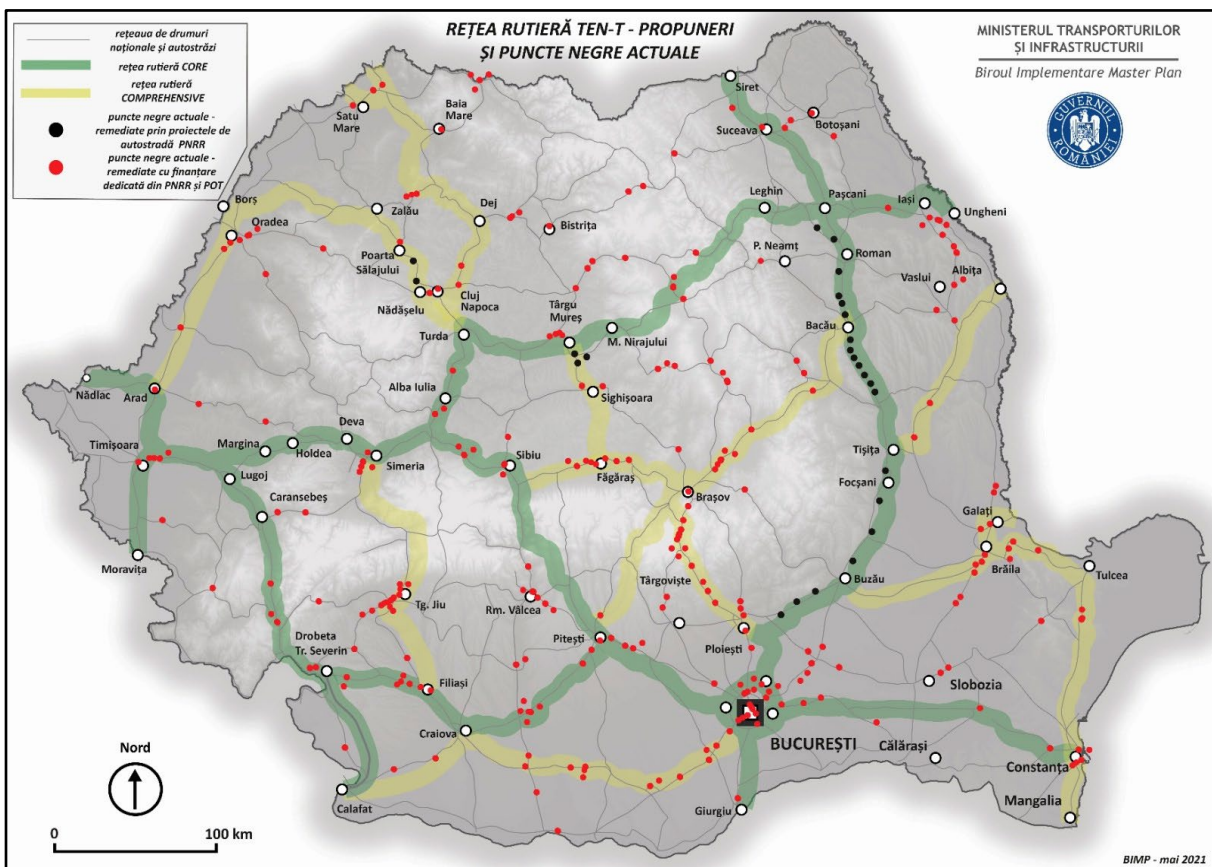 rețeaua de drumuri
naționale și autostrăzi
rețea rutieră CORE
rețea rutieră
COMPREHENSIVE
puncte negre actuale -
remediate prin proiectele de
autostradă PNRR
puncte negre actuale -
remediate cu finanțare
dedicată din PNRR și POT
REȚEA RUTIERĂ TEN-T - PROPUNERI
ȘI PUNCTE NEGRE ACTUALE
MINISTERUL TRANSPORTURILOR
ȘI INFRASTRUCTURII
Biroul Implementare Master Plan
GUVERNUL
ROMÂNIEI
Satu
Mare
Baia
Mare
Siret
Suceava
Botoșani
Borș
Oradea
Zalău
Dej
Bistrița
Leghin
Pașcani
Iași
Ungheni
Poarta
Sălajului
P. Neamț
Roman
Vaslui
Albița
Nădășelu
Cluj
Napoca
Târgu
Mureș
Turda
M. Nirajului
Bacău
Nădlac
Arad
Alba Iulia
Sighișoara
Timișoara
Margina
Holdea
Deva
Simeria
Sibiu
Făgăraș
Tișița
Lugoj
Brașov
Focșani
Caransebeș
Galați
Moravița
Târgoviște
Brăila
Tulcea
Buzău
Tg. Jiu
Rm. Vâlcea
Drobeta
Tr. Severin
Pitești
Ploiești
Filiași
Slobozia
Craiova
BUCUREȘTI
Călărași
Constanța
Nord
Calafat
Giurgiu
Mangalia
0
100 km
BIMP - mai 2021